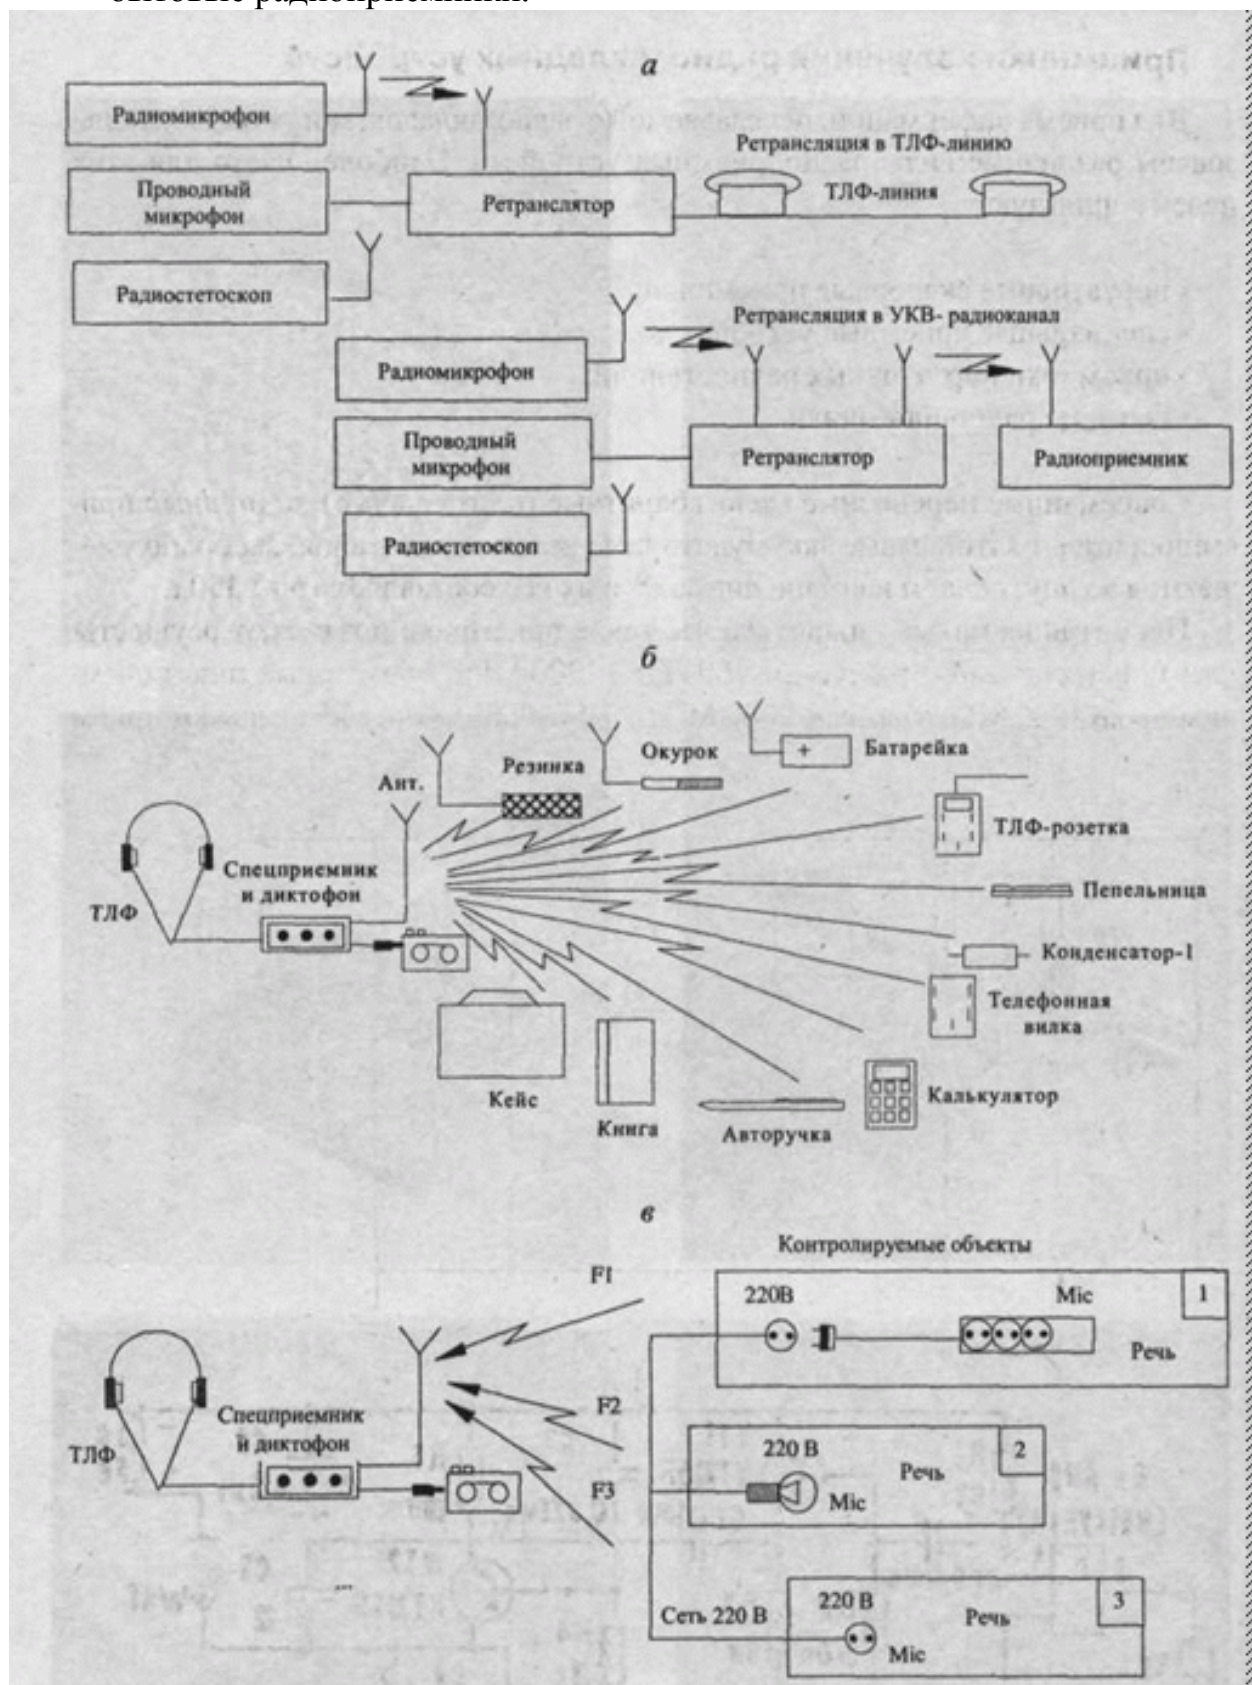 бытовые радиоприемники.
а
Радиомикрофон
Ретрансляция в ТЛФ-линию
Проводный
микрофон
Ретранслятор
ТЛФ-линия
Радиостетоскоп
Ретрансляция в УКВ- радиоканал
Радиомикрофон
Проводный
микрофон
Ретранслятор
Радиоприемник
Радиостетоскоп
б
Окурок
Батарейка
Резинка
Ант.
ТЛФ-розетка
Спецприемник
и диктофон
ТЛФ
Пепельница
Конденсатор-1
Телефонная
вилка
Кейс
Книга
Авторучка
Калькулятор
в
Контролируемые объекты
F1
220В
Mic
1
Речь
F2
Спецприемник
и диктофон
ТЛФ
220 В
Речь
2
Mic
F3
Сеть 220 В
220 В
Речь
3
Mic